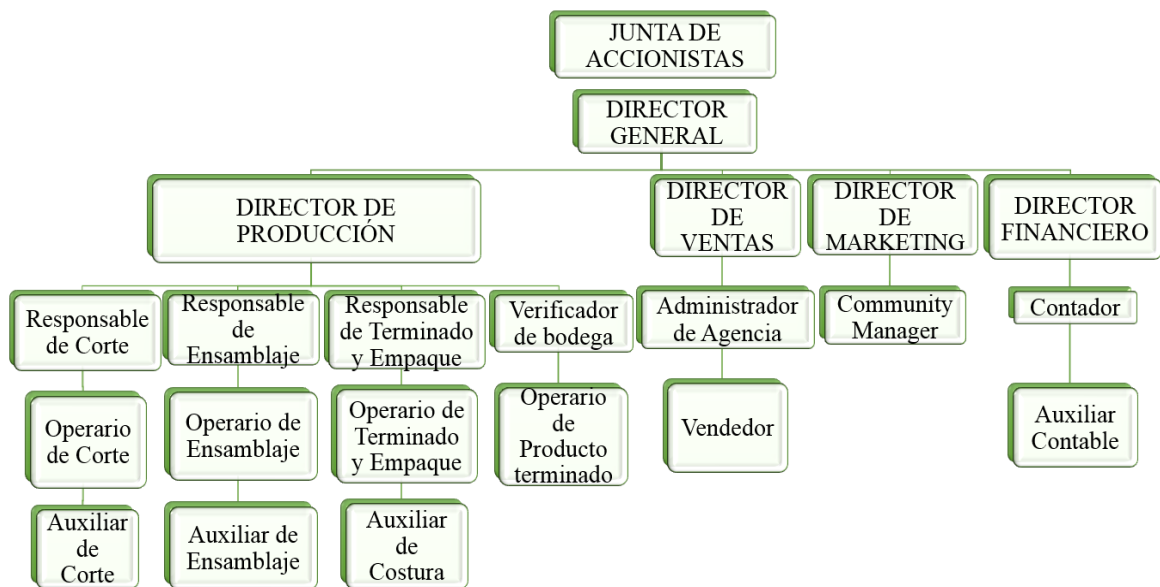 JUNTA DE
ACCIONISTAS
DIRECTOR
GENERAL
DIRECTOR DE
PRODUCCIÓN
DIRECTOR
DE
VENTAS
DIRECTOR
DE
MARKETING
DIRECTOR
FINANCIERO
Responsable
de Corte
Responsable
de
Ensamblaje
Responsable
de Terminado
y Empaque
Verificador
de bodega
Administrador
de Agencia
Community
Manager
Contador
Operario
de Corte
Operario de
Ensamblaje
Operario de
Terminado
y Empaque
Operario
de
Producto
terminado
Vendedor
Auxiliar
Contable
Auxiliar
de
Corte
Auxiliar de
Ensamblaje
Auxiliar
de
Costura